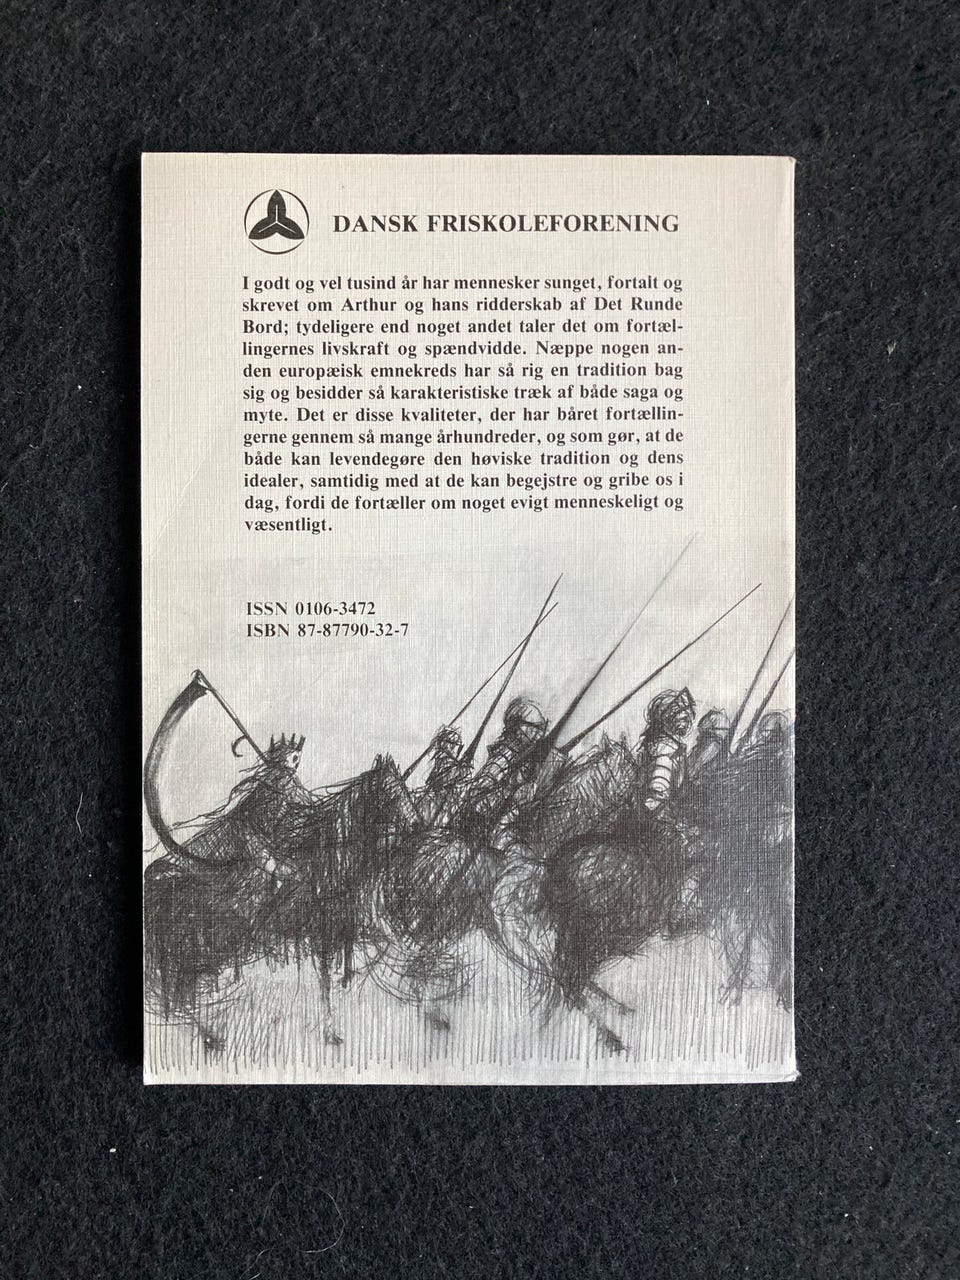 DANSK FRISKOLEFORENING
I godt og vel tusind år har mennesker sunget, fortalt og
skrevet om Arthur og hans ridderskab af Det Runde
Bord; tydeligere end noget andet taler det om fortæl-
lingernes livskraft og spændvidde. Næppe nogen an-
den europæisk emnekreds har så rig en tradition bag
sig og besidder så karakteristiske træk af både saga og
myte. Det er disse kvaliteter, der har båret fortællin-
gerne gennem så mange århundreder, og som gør, at de
både kan levendegøre den høviske tradition og dens
idealer, samtidig med at de kan begejstre og gribe os i
dag, fordi de fortæller om noget evigt menneskeligt og
væsentligt.
ISSN 0106-3472
ISBN 87-87790-32-7